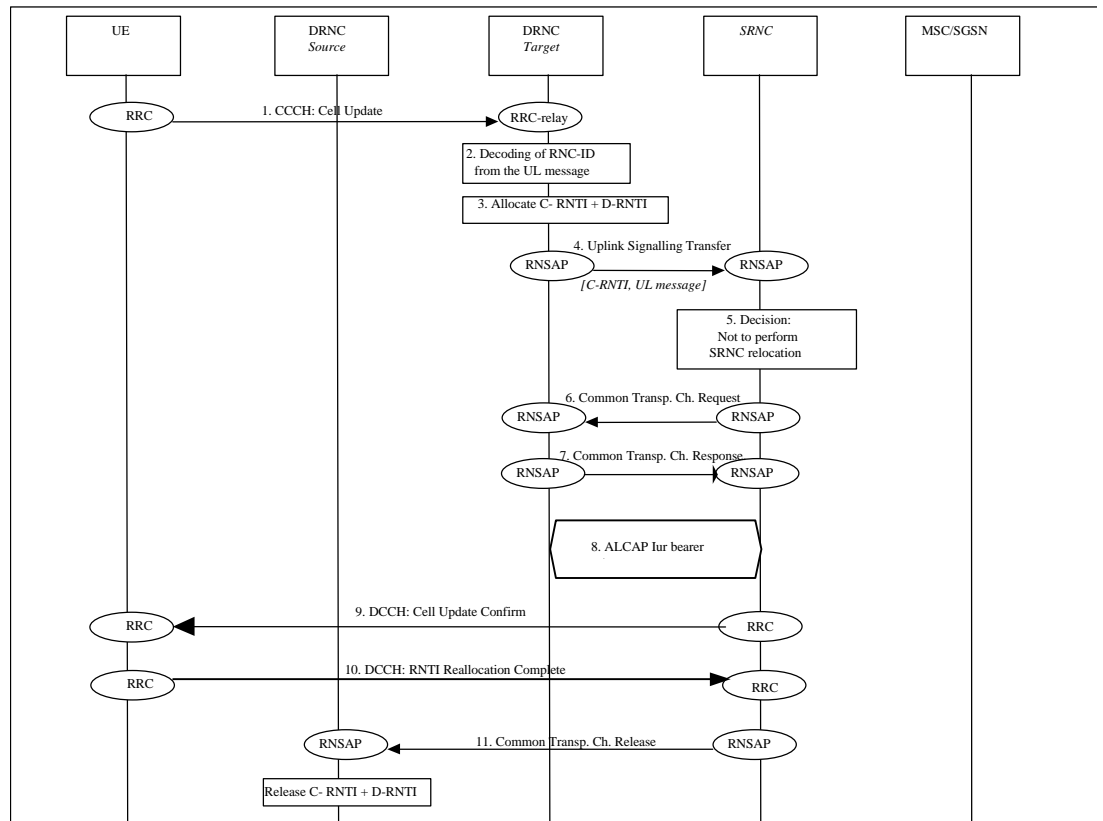 UE
DRNC
Source
DRNC
Target
SRNC
MSC/SGSN
1. CCCH: Cell Update
RRC
RRC-relay
2. Decoding of RNC-ID
from the UL message
3. Allocate C- RNTI + D-RNTI
4. Uplink Signalling Transfer
RNSAP
RNSAP
[C-RNTI, UL message]
5. Decision:
Not to perform
SRNC relocation
6. Common Transp. Ch. Request
RNSAP
RNSAP
7. Common Transp. Ch. Response
RNSAP
RNSAP
8. ALCAP Iur bearer
9. DCCH: Cell Update Confirm
RRC
RRC
10. DCCH: RNTI Reallocation Complete
RRC
RRC
RNSAP
11. Common Transp. Ch. Release
RNSAP
Release C- RNTI + D-RNTI